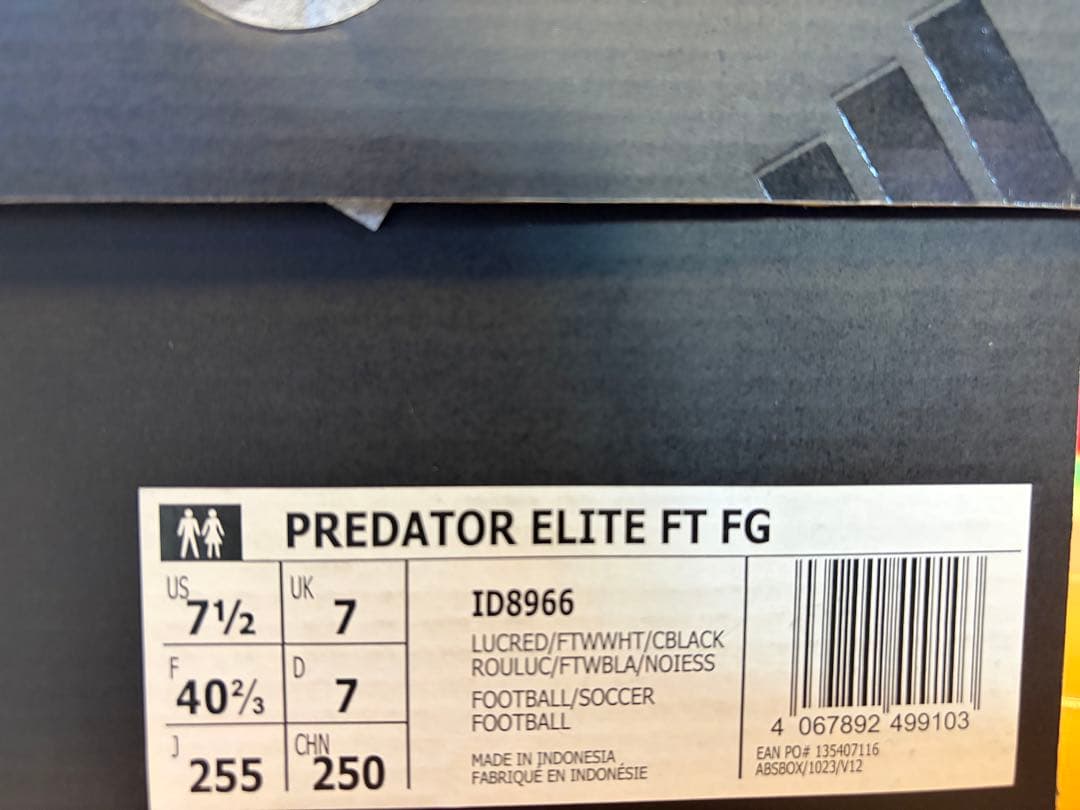 PREDATOR ELITE FT FG
US 7½
UK 7
F 40⅔
D 7
J 255
CHN 250
ID8966
LUCRED/FTWWHT/CBLACK
ROULUC/FTWBLA/NOIESS
FOOTBALL/SOCCER
FOOTBALL
MADE IN INDONESIA
FABRIQUÉ EN INDONÉSIE
4 067892 499103
EAN PO# 135407116
ABSBOX/1023/V12